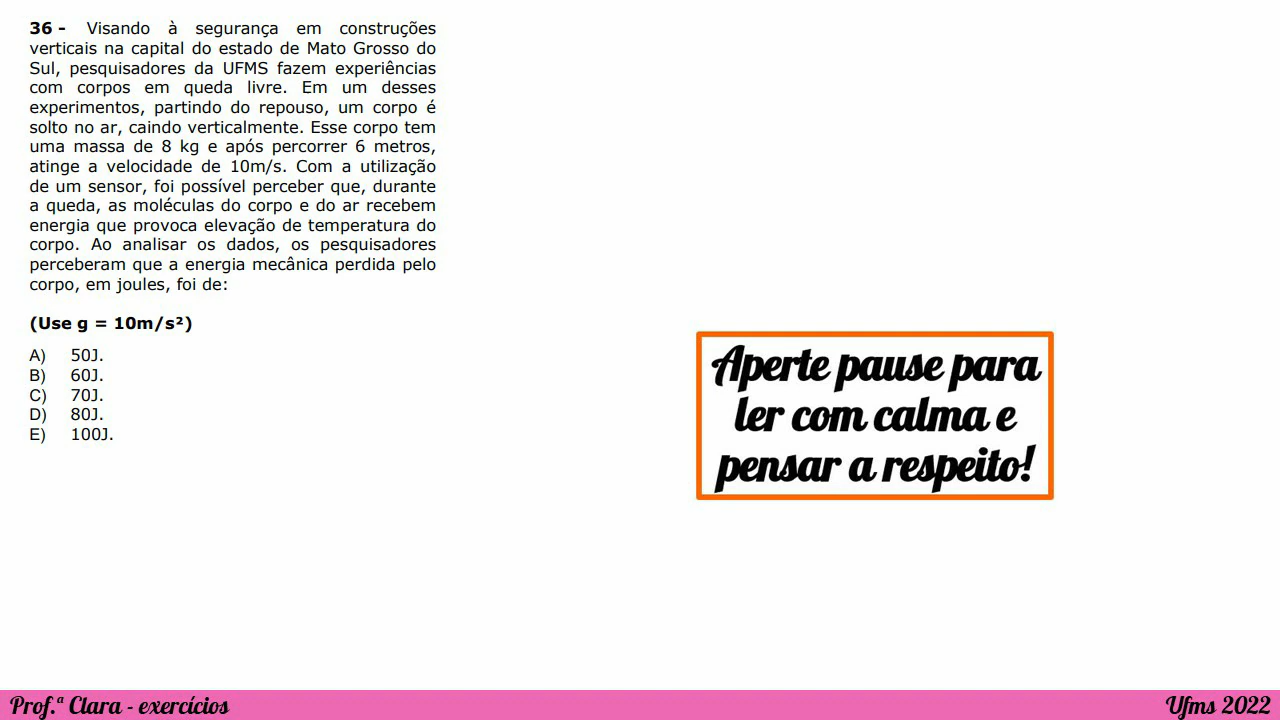 36 - Visando à segurança em construções
verticais na capital do estado de Mato Grosso do
Sul, pesquisadores da UFMS fazem experiências
com corpos em queda livre. Em um desses
experimentos, partindo do repouso, um corpo é
solto no ar, caindo verticalmente. Esse corpo tem
uma massa de 8 kg e após percorrer 6 metros,
atinge a velocidade de 10m/s. Com a utilização
de um sensor, foi possível perceber que, durante
a queda, as moléculas do corpo e do ar recebem
energia que provoca elevação de temperatura do
corpo. Ao analisar os dados, os pesquisadores
perceberam que a energia mecânica perdida pelo
corpo, em joules, foi de:
(Use g = 10m/s²)
A) 50J.
B) 60J.
C) 70J.
D) 80J.
E) 100J.
Aperte pause para
ler com calma e
pensar a respeito!
Prof.ª Clara - exercícios
Ufms 2022